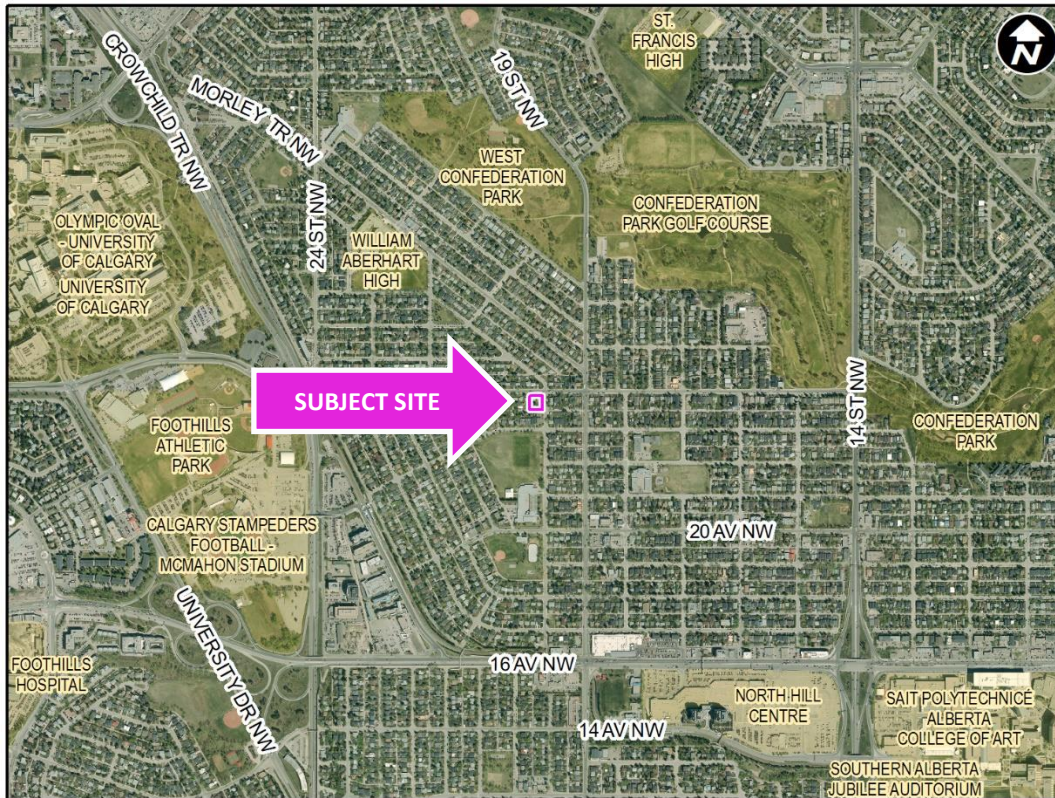 ST.
FRANCIS
HIGH
N
CROWCHILD TR NW
MORLEY TR NW
19 ST NW
WEST
CONFEDERATION
PARK
CONFEDERATION
PARK GOLF COURSE
24 ST NW
OLYMPIC OVAL
- UNIVERSITY
OF CALGARY
UNIVERSITY
OF CALGARY
WILLIAM
ABERHART
HIGH
SUBJECT SITE
14 ST NW
FOOTHILLS
ATHLETIC
PARK
CONFEDERATION
PARK
CALGARY STAMPEDERS
FOOTBALL -
MCMAHON STADIUM
20 AV NW
UNIVERSITY DR NW
FOOTHILLS
HOSPITAL
16 AV NW
NORTH HILL
CENTRE
SAIT POLYTECHNIC
ALBERTA
COLLEGE OF ART
14 AV NW
SOUTHERN ALBERTA
JUBILEE AUDITORIUM